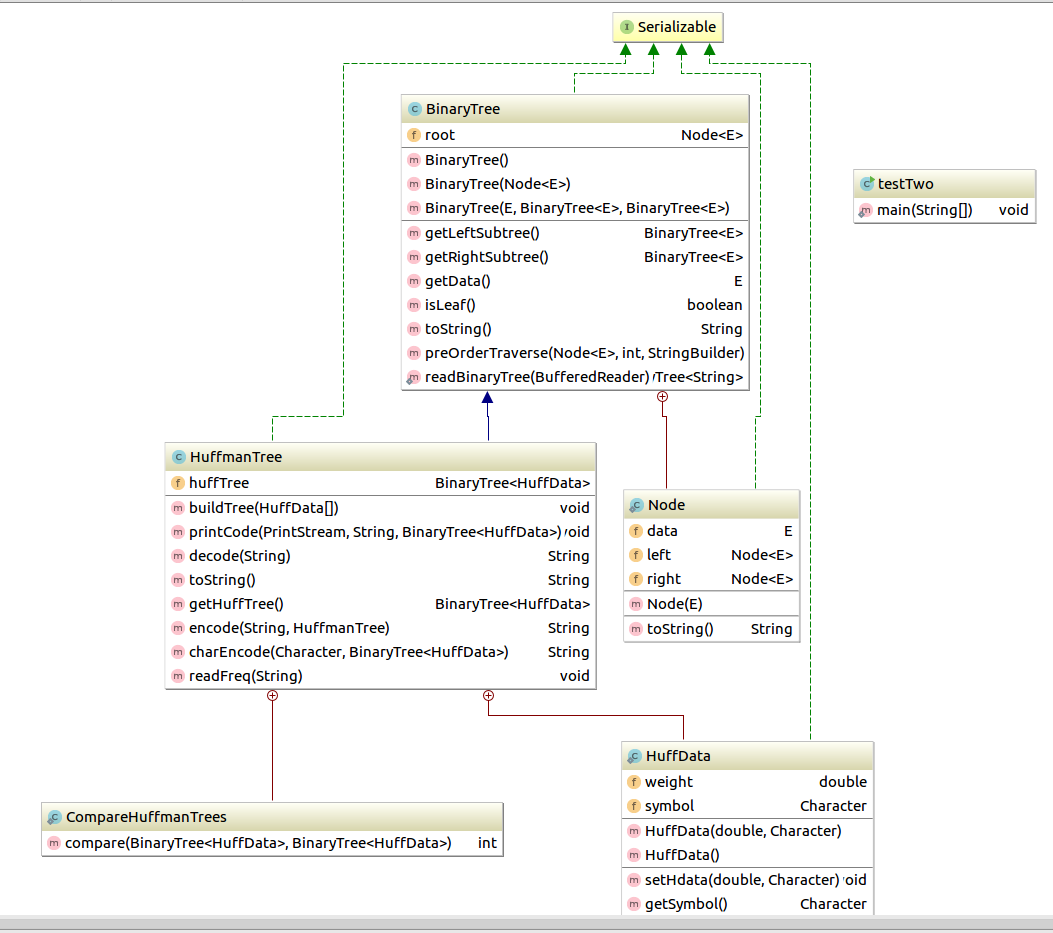 Serializable
BinaryTree
root Node<E>
BinaryTree()
BinaryTree(Node<E>)
BinaryTree(E, BinaryTree<E>, BinaryTree<E>)
getLeftSubtree() BinaryTree<E>
getRightSubtree() BinaryTree<E>
getData() E
isLeaf() boolean
toString() String
preOrderTraverse(Node<E>, int, StringBuilder)
readBinaryTree(BufferedReader) Tree<String>
testTwo
main(String[]) void
HuffmanTree
huffTree BinaryTree<HuffData>
buildTree(HuffData[]) void
printCode(PrintStream, String, BinaryTree<HuffData>) void
decode(String) String
toString() String
getHuffTree() BinaryTree<HuffData>
encode(String, HuffmanTree) String
charEncode(Character, BinaryTree<HuffData>) String
readFreq(String) void
Node
data E
left Node<E>
right Node<E>
Node(E)
toString() String
CompareHuffmanTrees
compare(BinaryTree<HuffData>, BinaryTree<HuffData>) int
HuffData
weight double
symbol Character
HuffData(double, Character)
HuffData()
setHdata(double, Character) void
getSymbol() Character